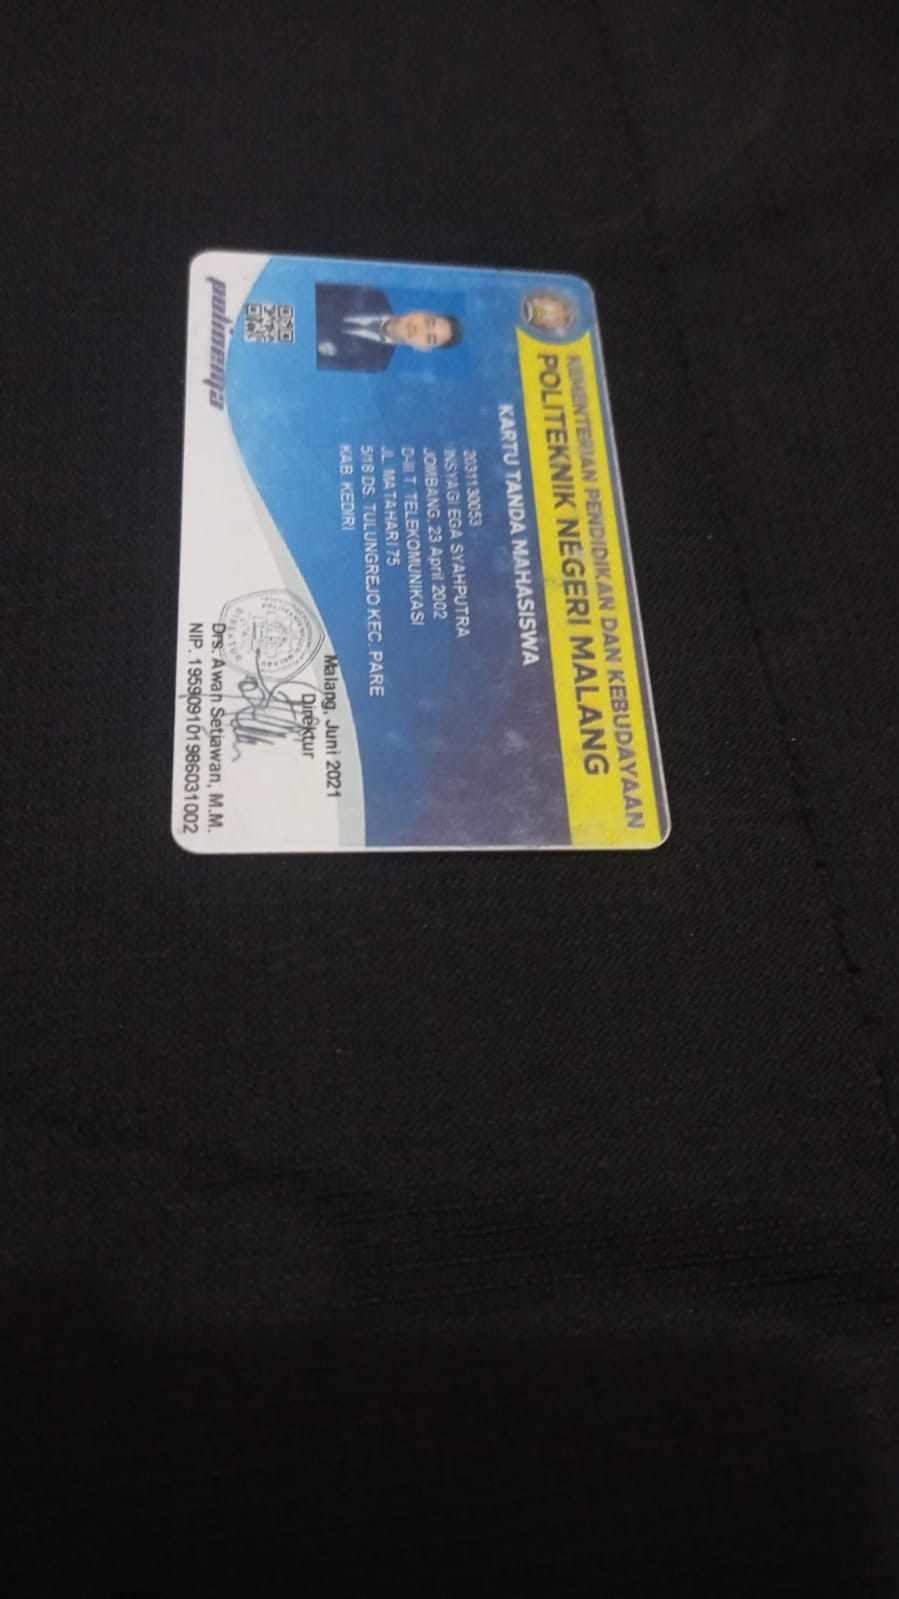 KEMENTERIAN PENDIDIKAN DAN KEBUDAYAAN
POLITEKNIK NEGERI MALANG
KARTU TANDA MAHASISWA
2031130053
INSYAGI EGA SYAHPUTRA
JOMBANG, 23 April 2002
D-III T. TELEKOMUNIKASI
JL. MATAHARI 75
5/18 DS. TULUNGREJO KEC. PARE
KAB. KEDIRI
Malang, Juni 2021
Direktur
DIREKTUR
Drs. Awan Setiawan, M.M.
NIP. 195909101986031002
polinema